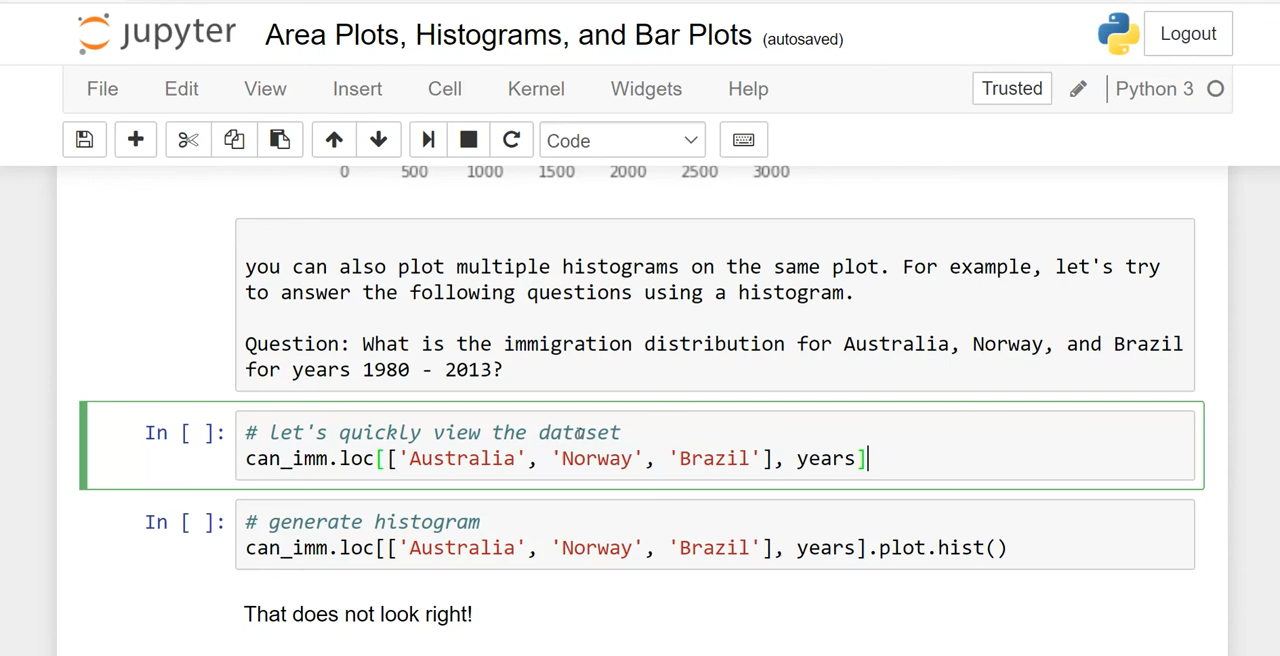 jupyter Area Plots, Histograms, and Bar Plots (autosaved) Logout
File Edit View Insert Cell Kernel Widgets Help Trusted Python 3
Code
0 500 1000 1500 2000 2500 3000
you can also plot multiple histograms on the same plot. For example, let's try
to answer the following questions using a histogram.
Question: What is the immigration distribution for Australia, Norway, and Brazil
for years 1980 - 2013?
In [ ]: # let's quickly view the dataset
can_imm.loc[['Australia', 'Norway', 'Brazil'], years]
In [ ]: # generate histogram
can_imm.loc[['Australia', 'Norway', 'Brazil'], years].plot.hist()
That does not look right!